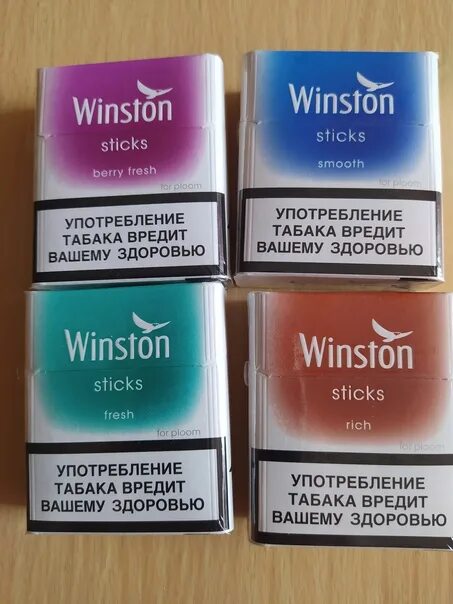 Winston
sticks
berry fresh
for ploom
УПОТРЕБЛЕНИЕ
ТАБАКА ВРЕДИТ
ВАШЕМУ ЗДОРОВЬЮ
Winston
sticks
smooth
for ploom
УПОТРЕБЛЕНИЕ
ТАБАКА ВРЕДИТ
ВАШЕМУ ЗДОРОВЬЮ
Winston
sticks
fresh
for ploom
УПОТРЕБЛЕНИЕ
ТАБАКА ВРЕДИТ
ВАШЕМУ ЗДОРОВЬЮ
Winston
sticks
rich
for ploom
УПОТРЕБЛЕНИЕ
ТАБАКА ВРЕДИТ
ВАШЕМУ ЗДОРОВЬЮ